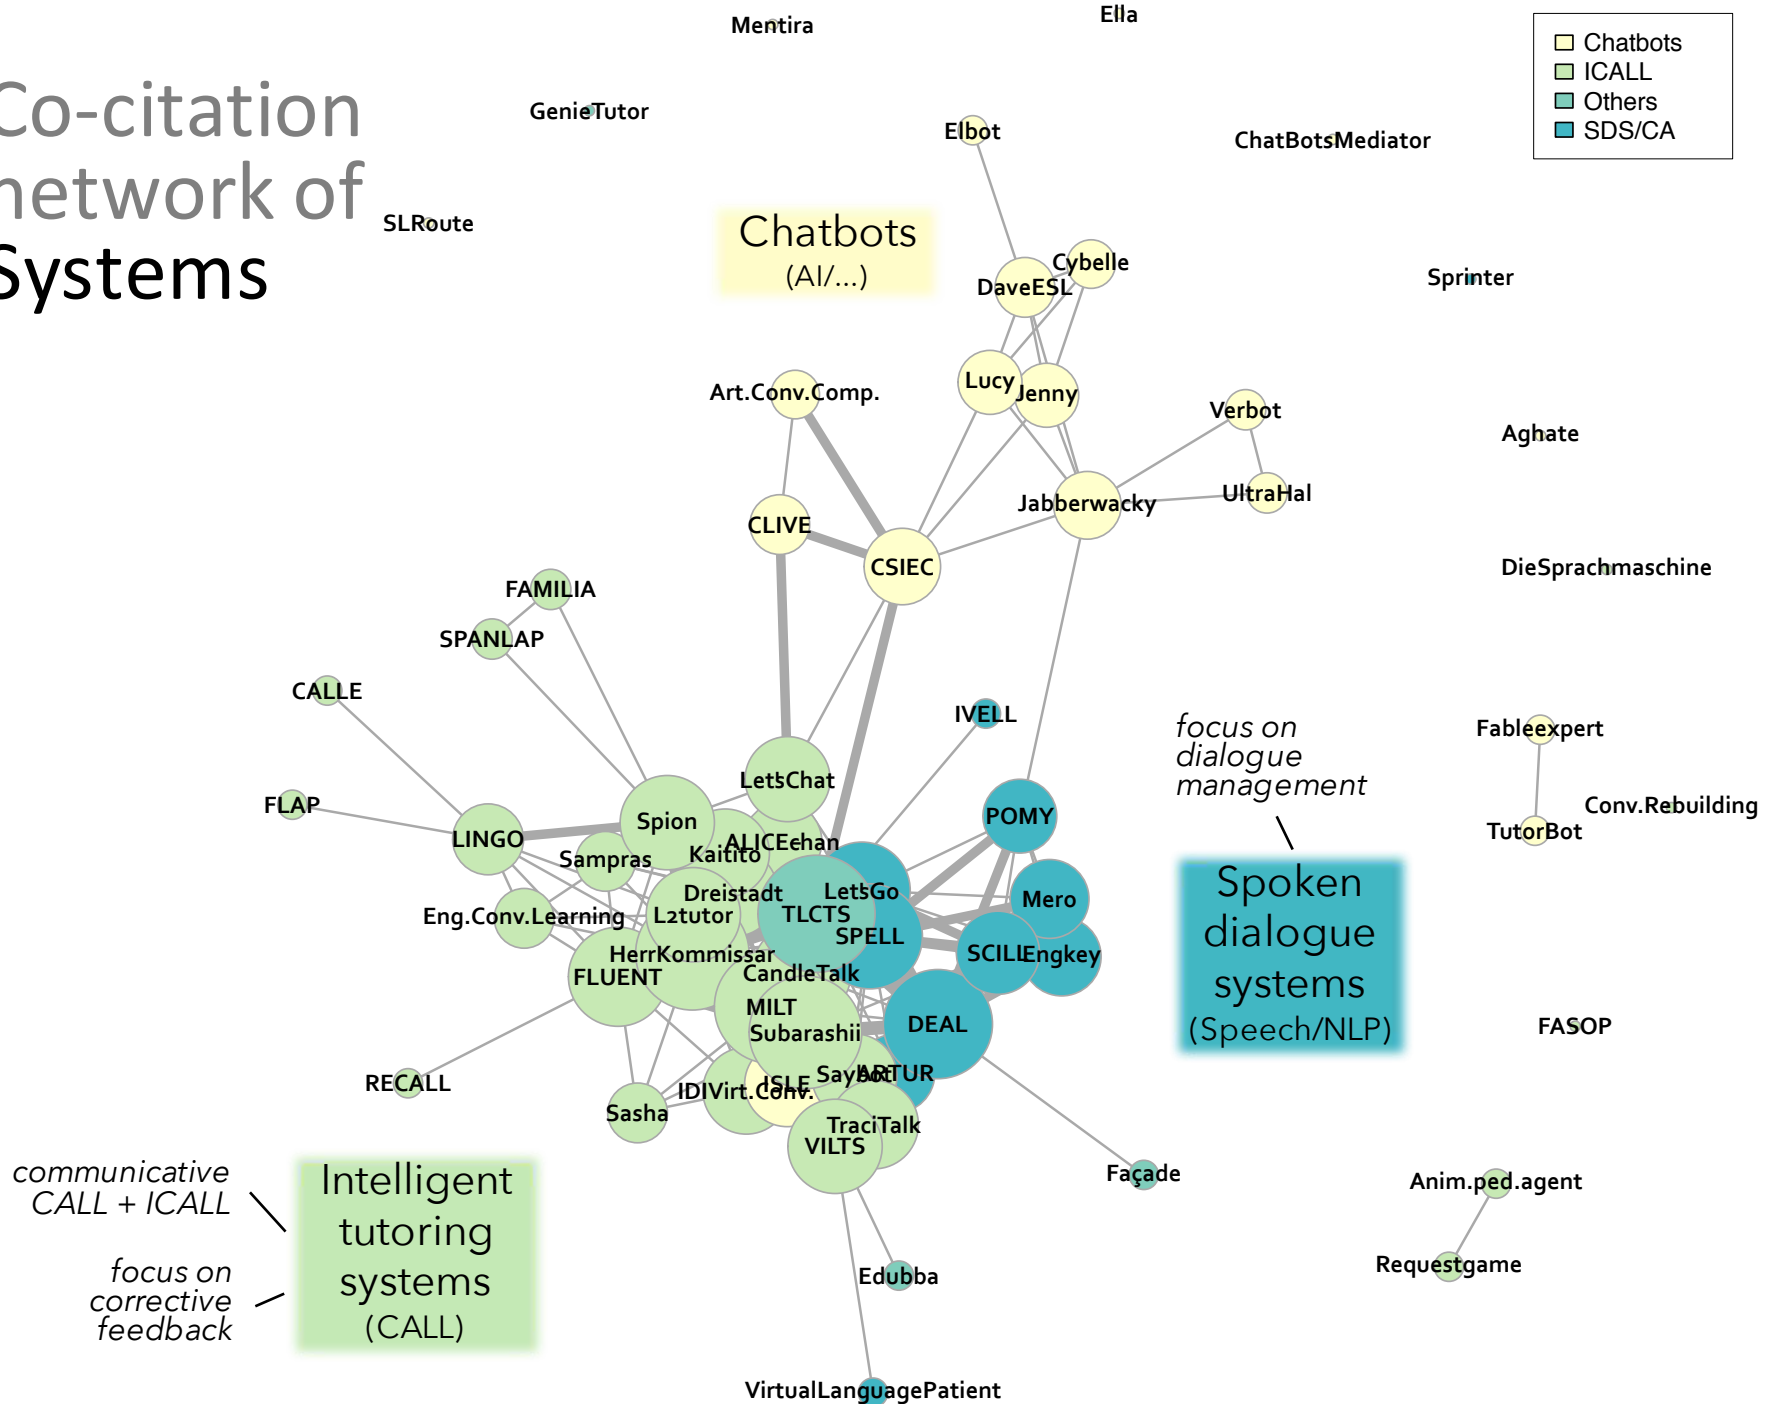 Co-citation
network of
Systems
Mentira
Ella
Chatbots
ICALL
Others
SDS/CA
GenieTutor
Elbot
ChatBotsMediator
SLRoute
Chatbots
(AI/...)
Cybelle
DaveESL
Sprinter
Art.Conv.Comp.
Lucy
Jenny
Verbot
Aghate
UltraHal
Jabberwacky
CLIVE
CSIEC
DieSprachmaschine
FAMILIA
SPANLAP
CALLE
IVELL
focus on
dialogue
management
Fableexpert
LetsChat
FLAP
Conv.Rebuilding
POMY
Spion
TutorBot
LINGO
ALICEchan
Kaitito
Sampras
Dreistadt
LetsGo
Mero
Spoken
dialogue
systems
(Speech/NLP)
Eng.Conv.Learning
L2tutor
TLCTS
SPELL
HerrKommissar
SCILL
Engkey
FLUENT
CandleTalk
MILT
Subarashii
DEAL
FASOP
RECALL
ISLE
Saybot
ARTUR
IDIVirt.Conv.
Sasha
TraciTalk
VILTS
Façade
Anim.ped.agent
communicative
CALL + ICALL
Intelligent
tutoring
systems
(CALL)
focus on
corrective
feedback
Requestgame
Edubba
VirtualLanguagePatient